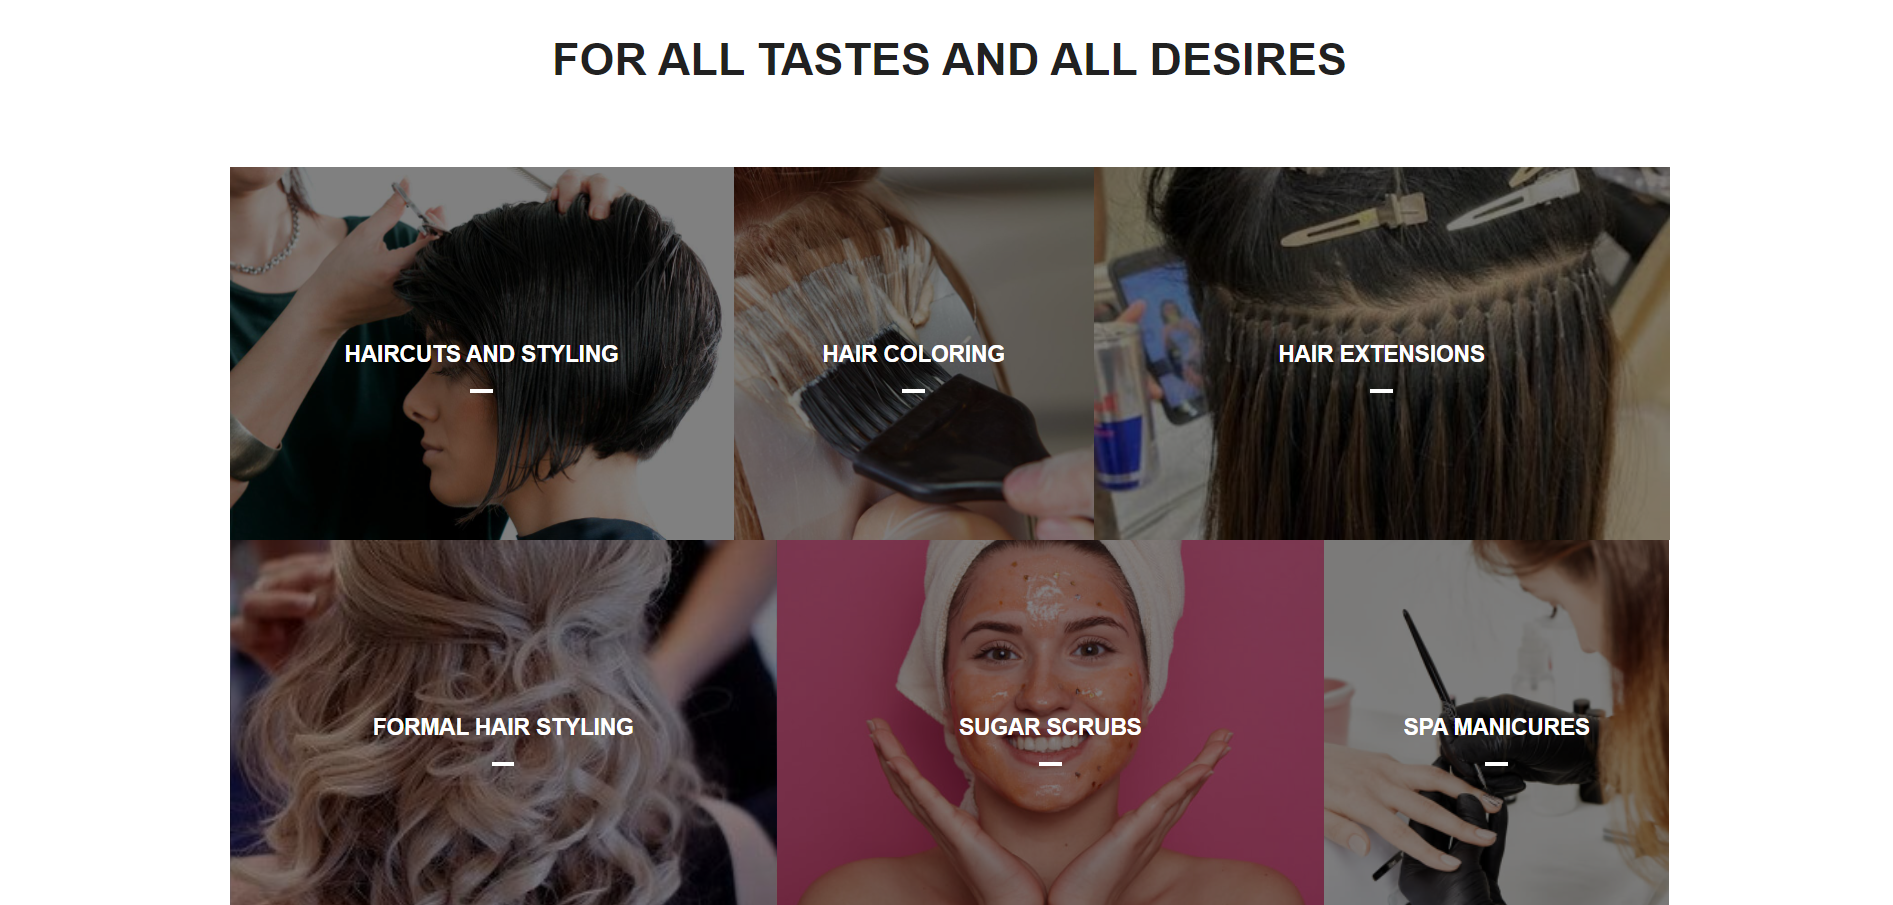 FOR ALL TASTES AND ALL DESIRES
HAIRCUTS AND STYLING
HAIR COLORING
HAIR EXTENSIONS
FORMAL HAIR STYLING
SUGAR SCRUBS
SPA MANICURES